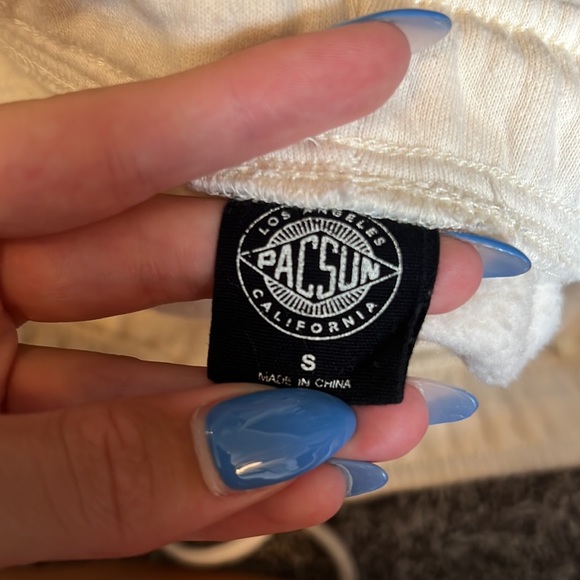 LOS ANGELES
PACSUN
CALIFORNIA
S
MADE IN CHINA